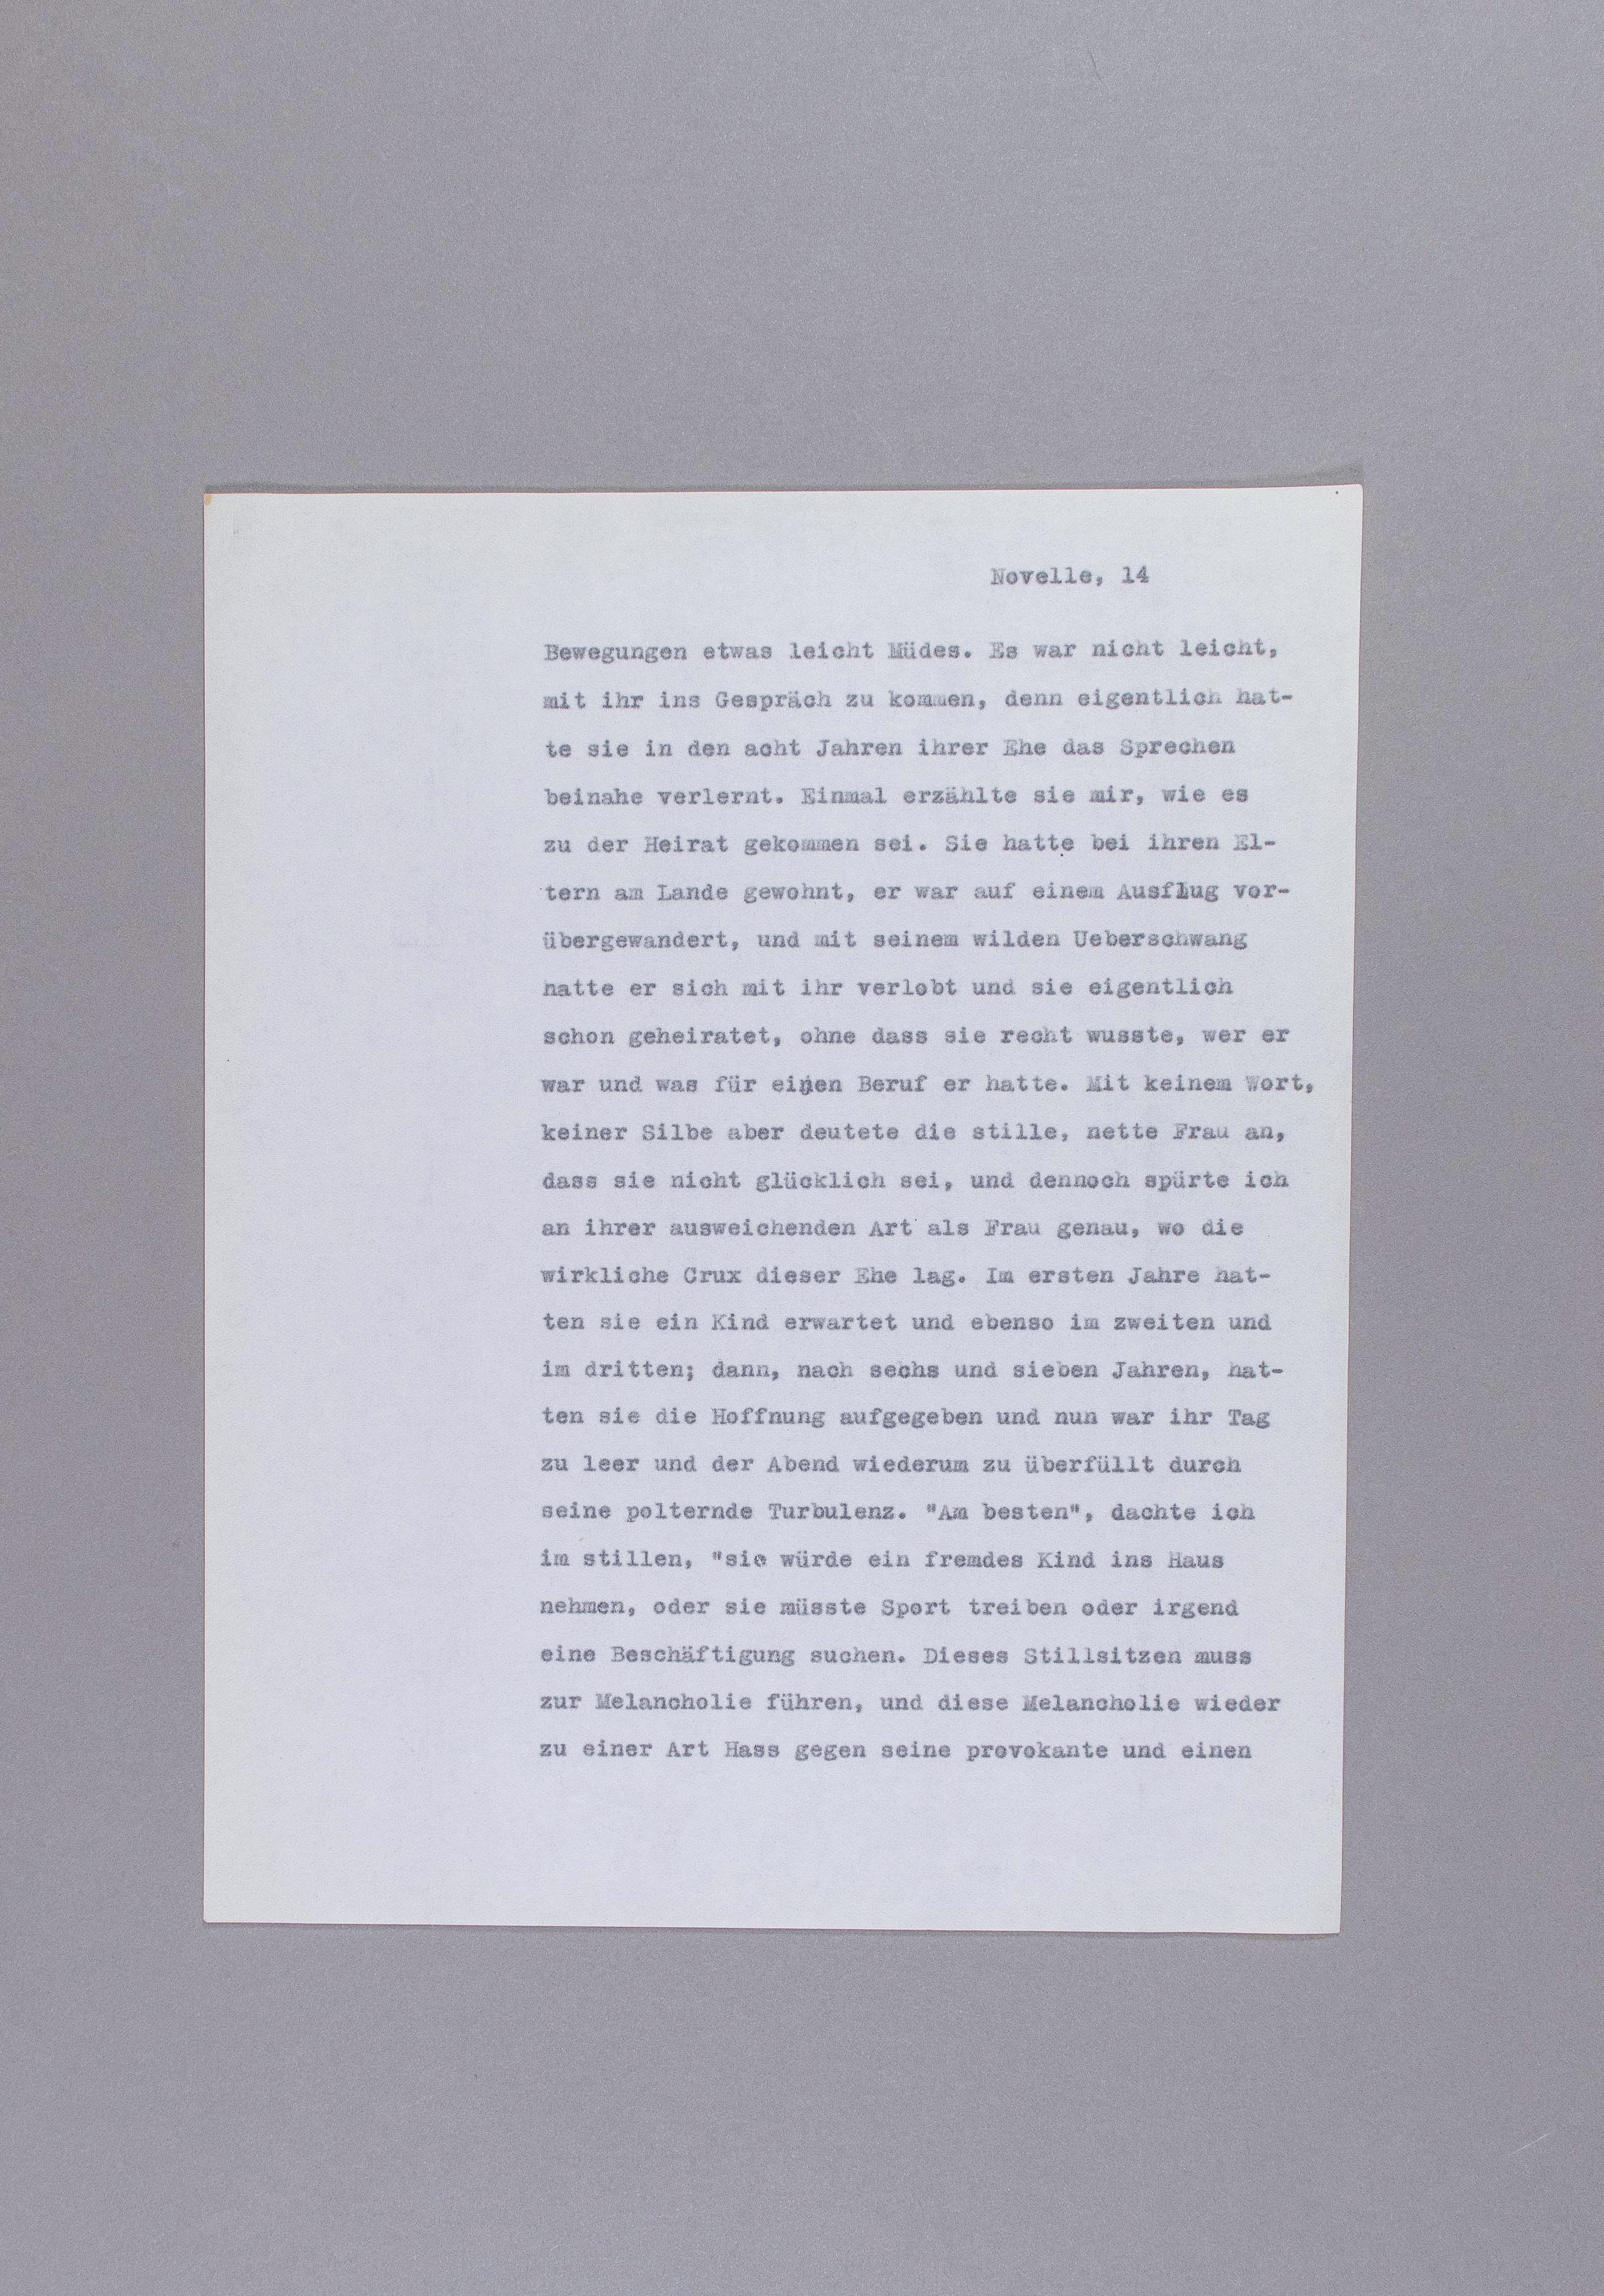 Novelle, 14
Bewegungen etwas leicht Müdes. Es war nicht leicht,
mit ihr ins Gespräch zu kommen, denn eigentlich hat-
te sie in den acht Jahren ihrer Ehe das Sprechen
beinahe verlernt. Einmal erzählte sie mir, wie es
zu der Heirat gekommen sei. Sie hatte bei ihren El-
tern am Lande gewohnt, er war auf einem Ausflug vor-
übergewandert, und mit seinem wilden Ueberschwang
hatte er sich mit ihr verlobt und sie eigentlich
schon geheiratet, ohne dass sie recht wusste, wer er
war und was für einen Beruf er hatte. Mit keinem Wort,
keiner Silbe aber deutete die stille, nette Frau an,
dass sie nicht glücklich sei, und dennoch spürte ich
an ihrer ausweichenden Art als Frau genau, wo die
wirkliche Crux dieser Ehe lag. Im ersten Jahre hat-
ten sie ein Kind erwartet und ebenso im zweiten und
im dritten; dann, nach sechs und sieben Jahren, hat-
ten sie die Hoffnung aufgegeben und nun war ihr Tag
zu leer und der Abend wiederum zu überfüllt durch
seine polternde Turbulenz. "Am besten", dachte ich
im stillen, "sie würde ein fremdes Kind ins Haus
nehmen, oder sie müsste Sport treiben oder irgend
eine Beschäftigung suchen. Dieses Stillsitzen muss
zur Melancholie führen, und diese Melancholie wieder
zu einer Art Hass gegen seine provokante und einen